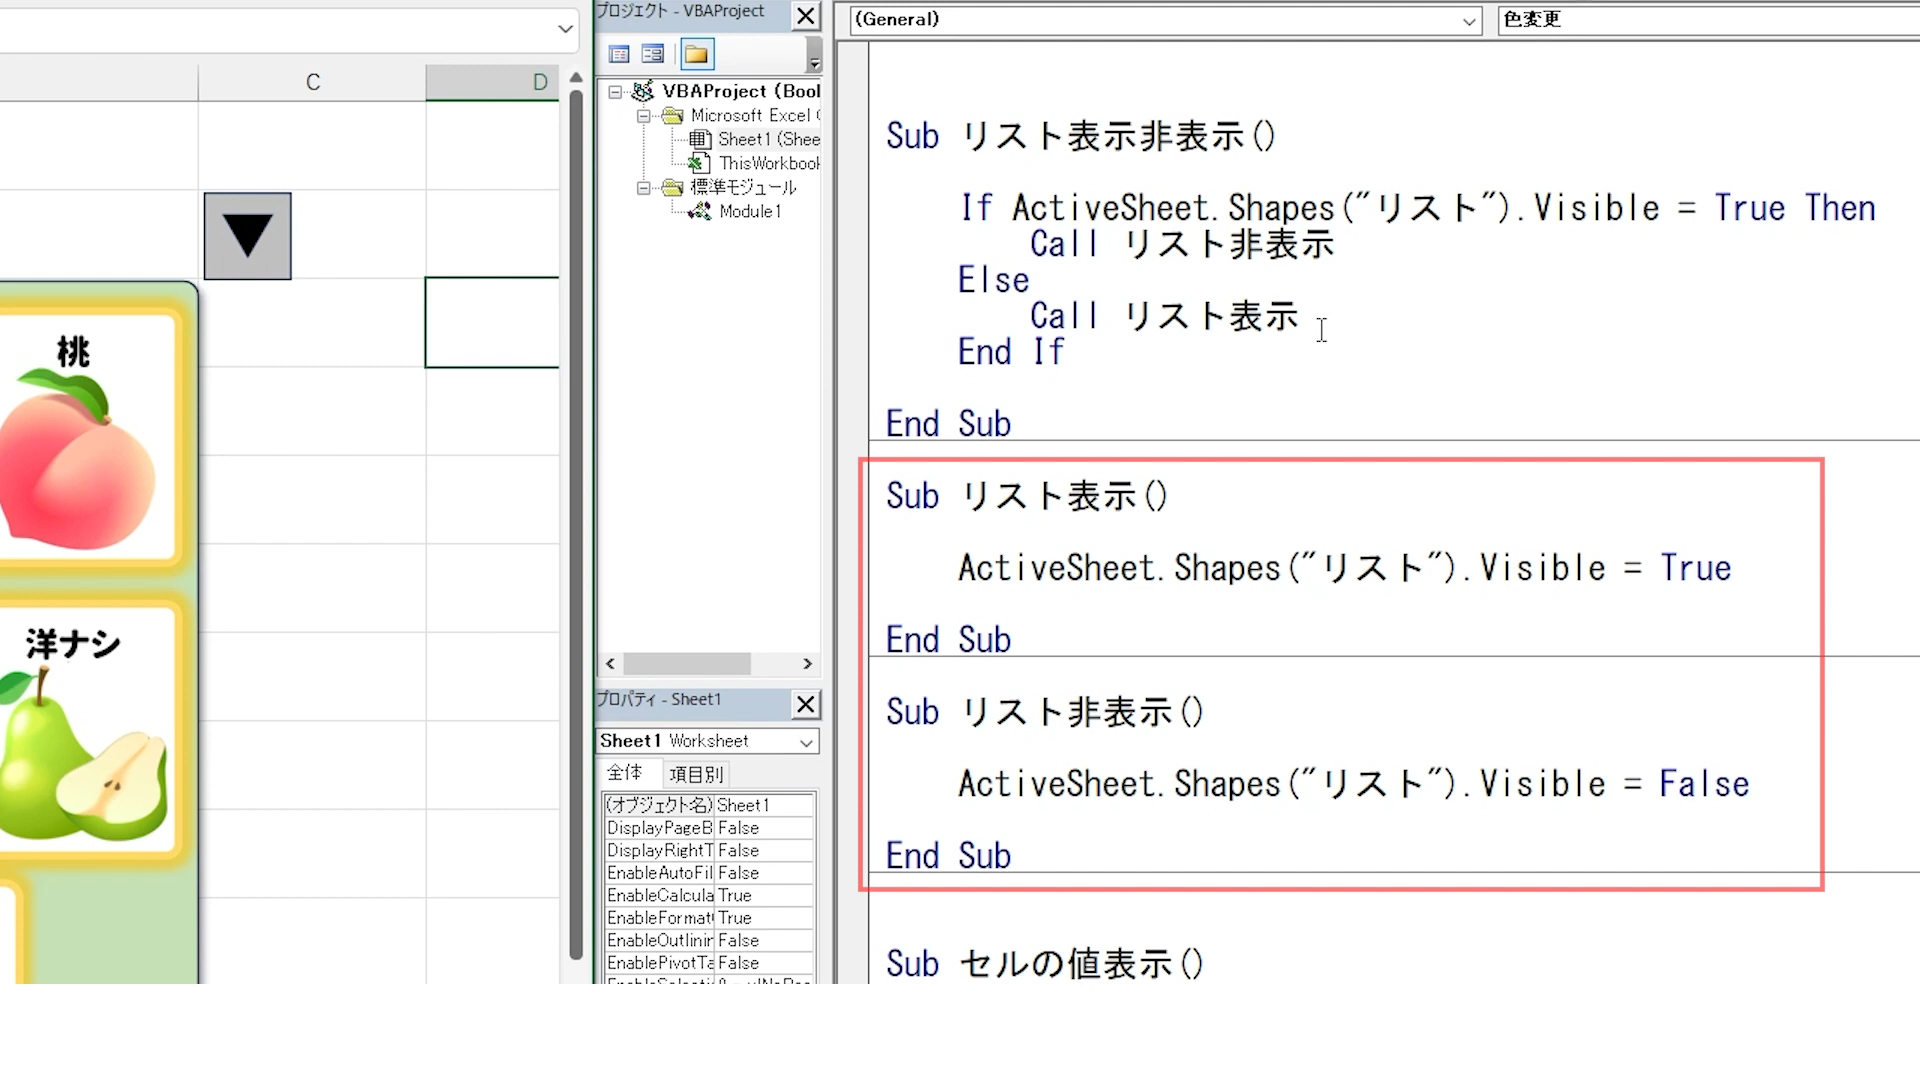 C
D
▼
桃
洋ナシ
プロジェクト - VBAProject
VBAProject (Bool
Microsoft Excel
Sheet1 (Shee
ThisWorkbook
標準モジュール
Module1
プロパティ - Sheet1
Sheet1 Worksheet
全体 項目別
(オブジェクト名) Sheet1
DisplayPageB False
DisplayRightT False
EnableAutoFil False
EnableCalcula True
EnableFormat True
EnableOutlinin False
EnablePivotTa False
(General)
色変更
Sub リスト表示非表示()
If ActiveSheet.Shapes("リスト").Visible = True Then
Call リスト非表示
Else
Call リスト表示
End If
End Sub
Sub リスト表示()
ActiveSheet.Shapes("リスト").Visible = True
End Sub
Sub リスト非表示()
ActiveSheet.Shapes("リスト").Visible = False
End Sub
Sub セルの値表示()